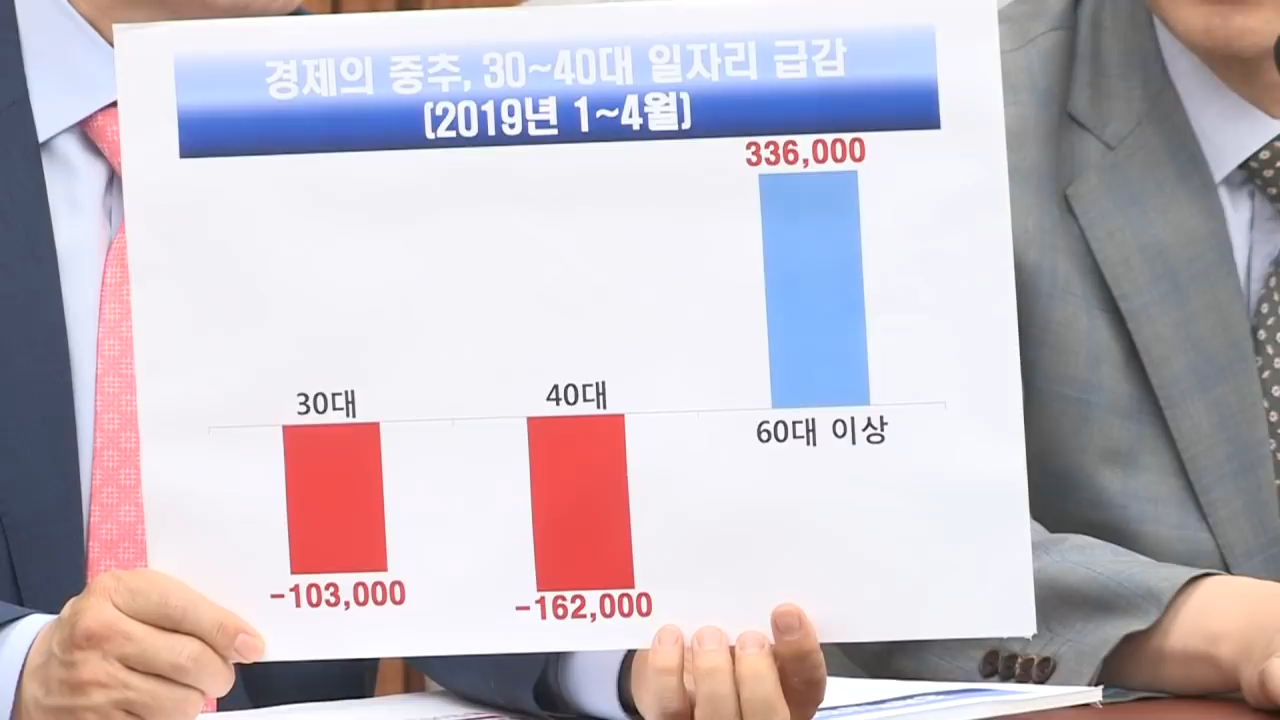 경제의 중추, 30~40대 일자리 급감
(2019년 1~4월)
336,000
30대
40대
60대 이상
-103,000
-162,000